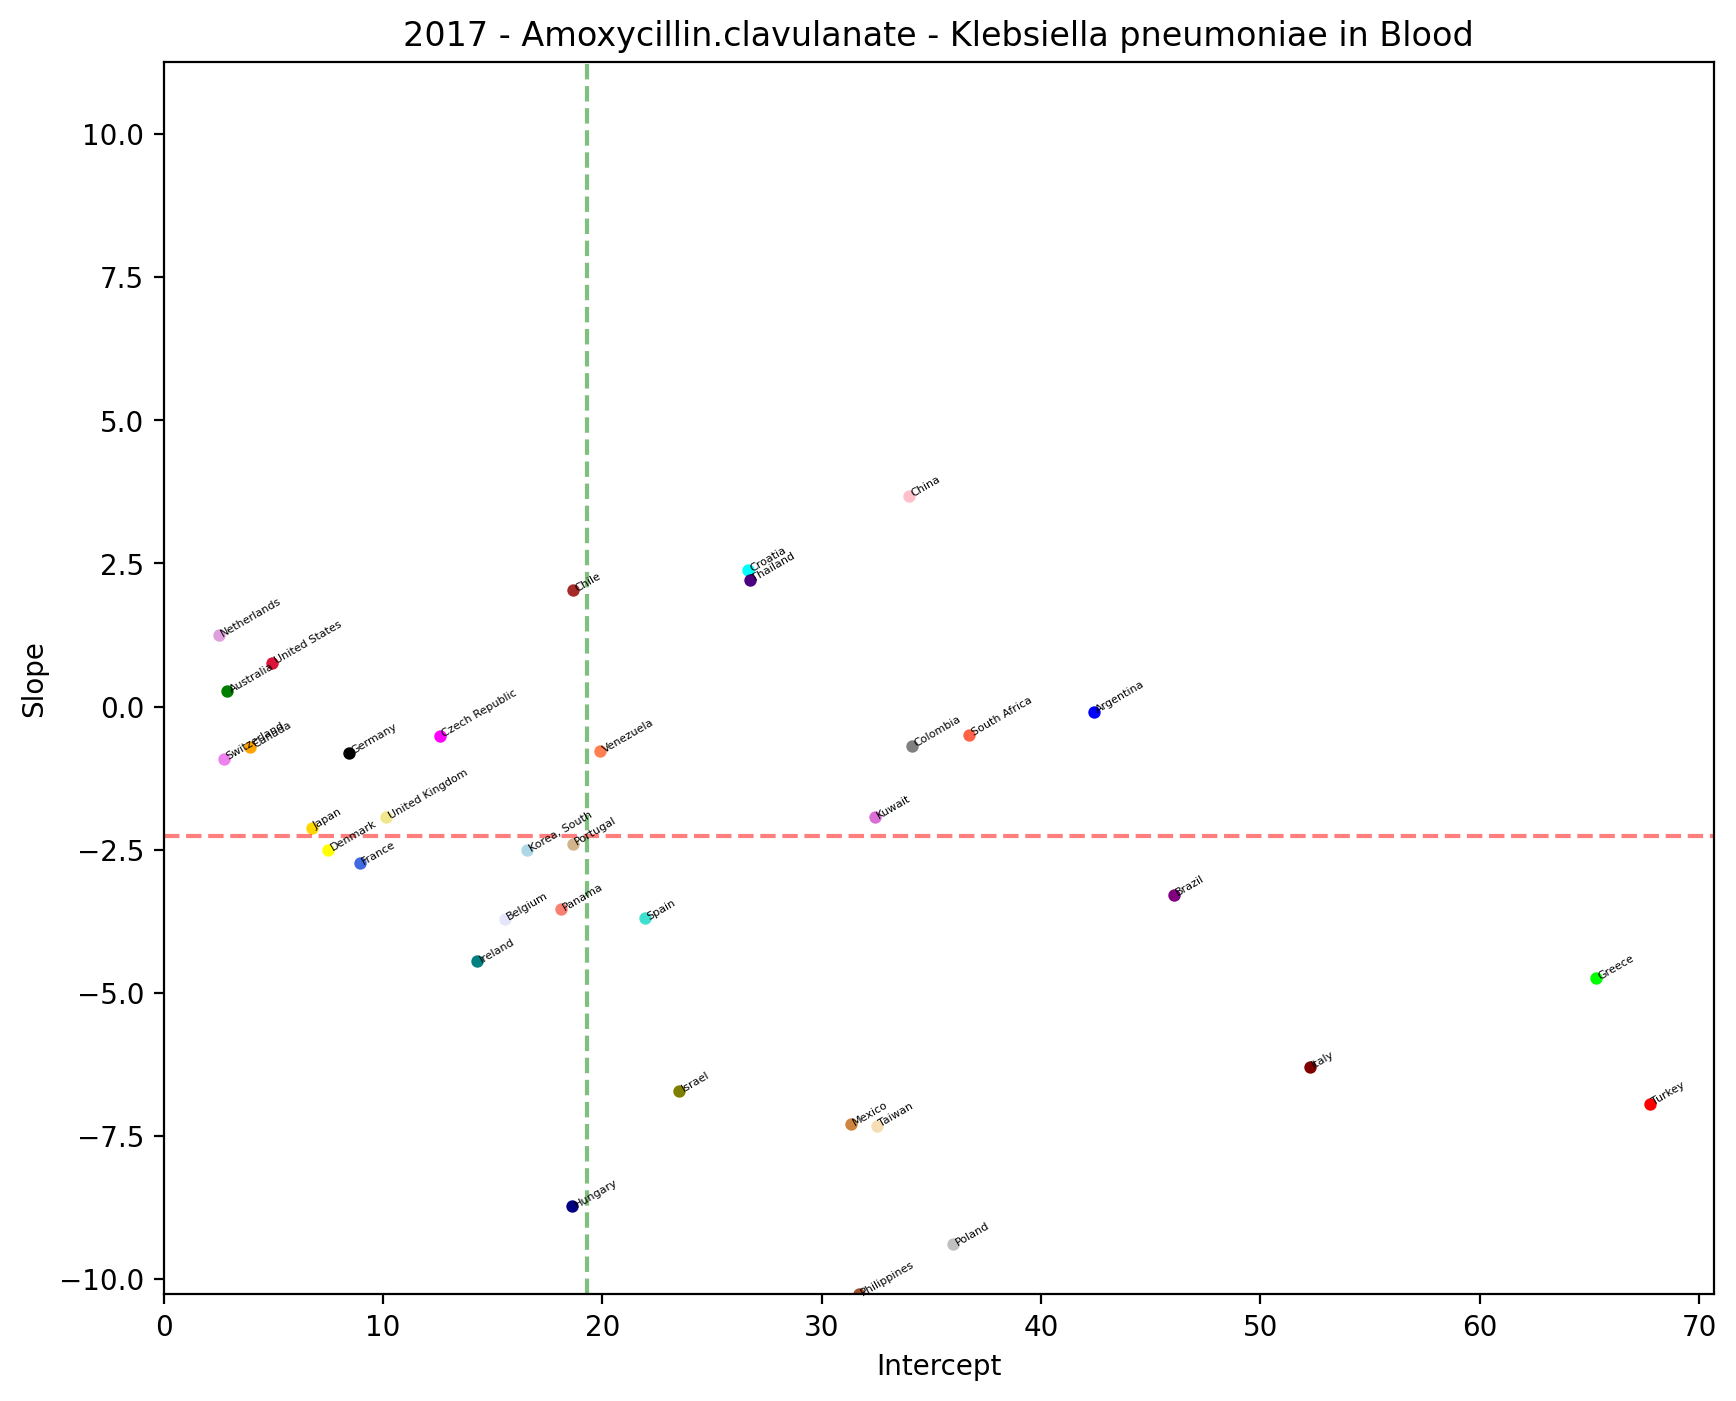 2017 - Amoxycillin.clavulanate - Klebsiella pneumoniae in Blood
10.0
7.5
5.0
2.5
0.0
−2.5
−5.0
−7.5
−10.0
Slope
China
Croatia
Thailand
Chile
Netherlands
United States
Australia
Argentina
South Africa
Colombia
Czech Republic
Canada
Switzerland
Germany
Venezuela
United Kingdom
Kuwait
Japan
Denmark
France
Korea, South
Portugal
Brazil
Panama
Belgium
Spain
Ireland
Greece
Italy
Israel
Turkey
Mexico
Taiwan
Hungary
Poland
Philippines
0
10
20
30
40
50
60
70
Intercept